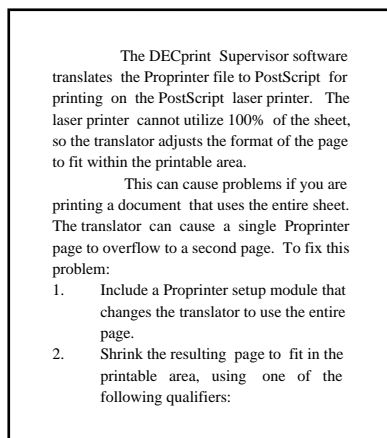 The DECprint Supervisor software
translates the Proprinter file to PostScript for
printing on the PostScript laser printer. The
laser printer cannot utilize 100% of the sheet,
so the translator adjusts the format of the page
to fit within the printable area.
This can cause problems if you are
printing a document that uses the entire sheet.
The translator can cause a single Proprinter
page to overflow to a second page. To fix this
problem:
1. Include a Proprinter setup module that
changes the translator to use the entire
page.
2. Shrink the resulting page to fit in the
printable area, using one of the
following qualifiers: